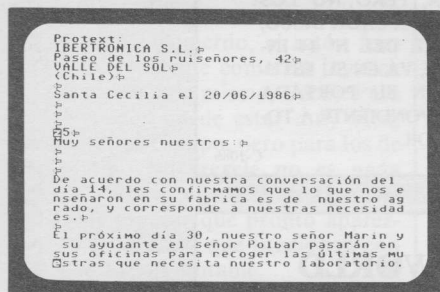 Protext:
IBERTRONICA S.L.
Paseo de los ruiseñores, 42
VALLE DEL SOL
(Chile)
Santa Cecilia el 20/06/1986
25
Muy señores nuestros:
De acuerdo con nuestra conversación del
día 14, les confirmamos que lo que nos e
nseñaron en su fabrica es de nuestro ag
rado, y corresponde a nuestras necesidad
es.
El próximo día 30, nuestro señor Marin y
su ayudante el señor Polbar pasarán en
sus oficinas para recoger las últimas mu
stras que necesita nuestro laboratorio.